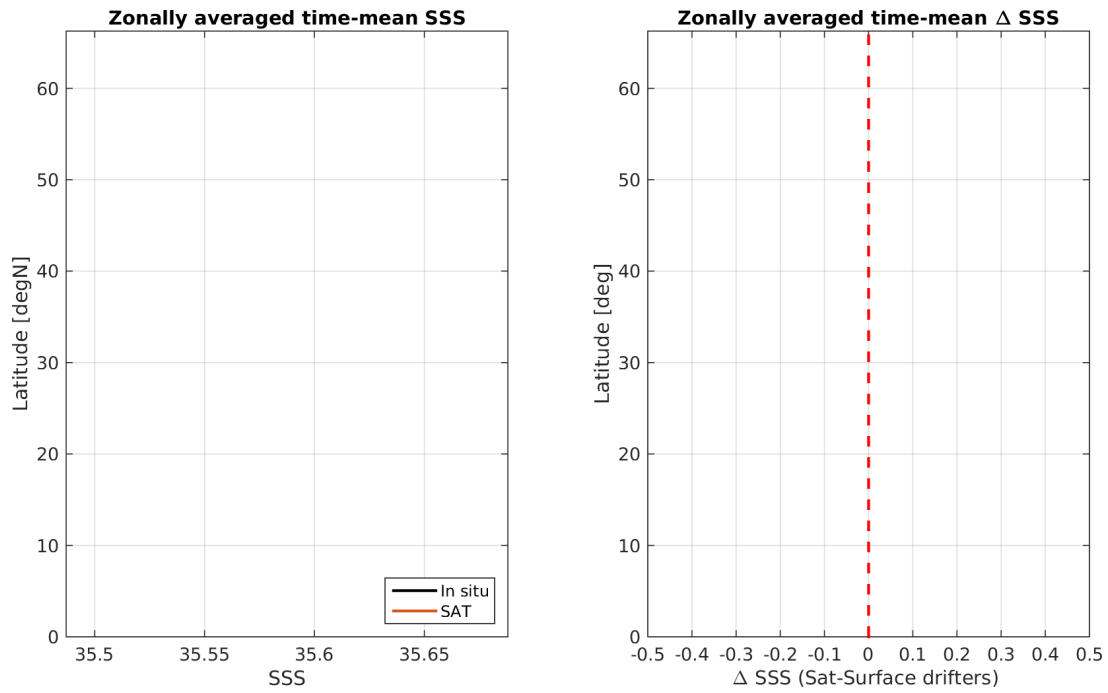 Zonally averaged time-mean SSS
60
50
40
30
20
10
0
Latitude [degN]
35.5 35.55 35.6 35.65
SSS
In situ
SAT
Zonally averaged time-mean Δ SSS
60
50
40
30
20
10
0
Latitude [deg]
-0.5 -0.4 -0.3 -0.2 -0.1 0 0.1 0.2 0.3 0.4 0.5
Δ SSS (Sat-Surface drifters)